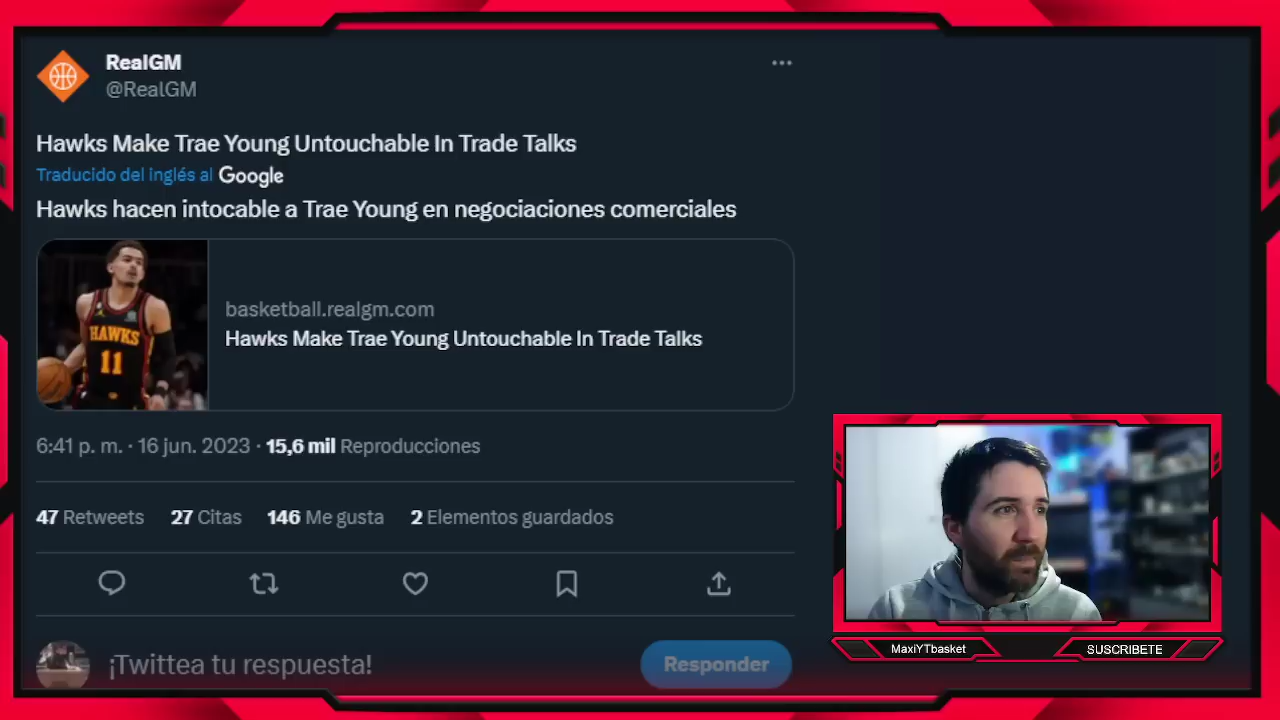 RealGM
@RealGM
Hawks Make Trae Young Untouchable In Trade Talks
Traducido del inglés al Google
Hawks hacen intocable a Trae Young en negociaciones comerciales
HAWKS
11
basketball.realgm.com
Hawks Make Trae Young Untouchable In Trade Talks
6:41 p. m. · 16 jun. 2023 · 15,6 mil Reproducciones
47 Retweets 27 Citas 146 Me gusta 2 Elementos guardados
¡Twittea tu respuesta!
Responder
MaxiYTbasket
SUSCRIBETE